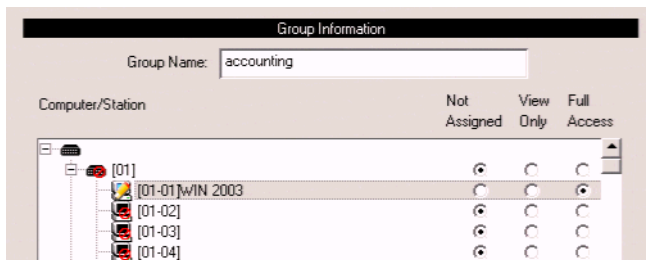 Group Information
Group Name: accounting
Computer/Station Not Assigned View Only Full Access
[01]
[01-01]WIN 2003
[01-02]
[01-03]
[01-04]